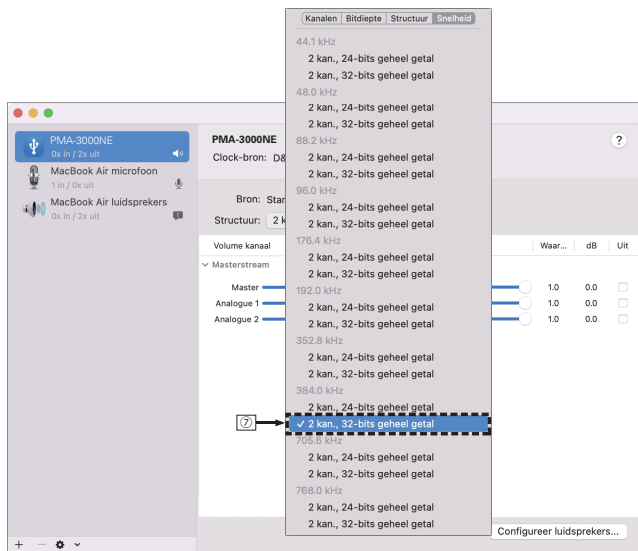 Kanalen Bitdiepte Structuur Snelheid
44.1 kHz
2 kan., 24-bits geheel getal
2 kan., 32-bits geheel getal
48.0 kHz
2 kan., 24-bits geheel getal
2 kan., 32-bits geheel getal
88.2 kHz
2 kan., 24-bits geheel getal
2 kan., 32-bits geheel getal
96.0 kHz
2 kan., 24-bits geheel getal
2 kan., 32-bits geheel getal
176.4 kHz
2 kan., 24-bits geheel getal
2 kan., 32-bits geheel getal
192.0 kHz
2 kan., 24-bits geheel getal
2 kan., 32-bits geheel getal
352.8 kHz
2 kan., 24-bits geheel getal
2 kan., 32-bits geheel getal
384.0 kHz
2 kan., 24-bits geheel getal
⑦ ✓ 2 kan., 32-bits geheel getal
705.6 kHz
2 kan., 24-bits geheel getal
2 kan., 32-bits geheel getal
768.0 kHz
2 kan., 24-bits geheel getal
2 kan., 32-bits geheel getal
PMA-3000NE
0x in / 2x uit
MacBook Air microfoon
1 in / 0x uit
MacBook Air luidsprekers
0x in / 2x uit
PMA-3000NE ?
Clock-bron: D&
Bron: Star
Structuur: 2 k
Volume kanaal Waar... dB Uit
Masterstream
Master 1.0 0.0
Analogue 1 1.0 0.0
Analogue 2 1.0 0.0
Configureer luidsprekers...